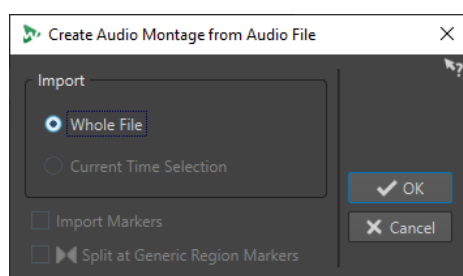 Create Audio Montage from Audio File
Import
Whole File
Current Time Selection
OK
Import Markers
Cancel
Split at Generic Region Markers